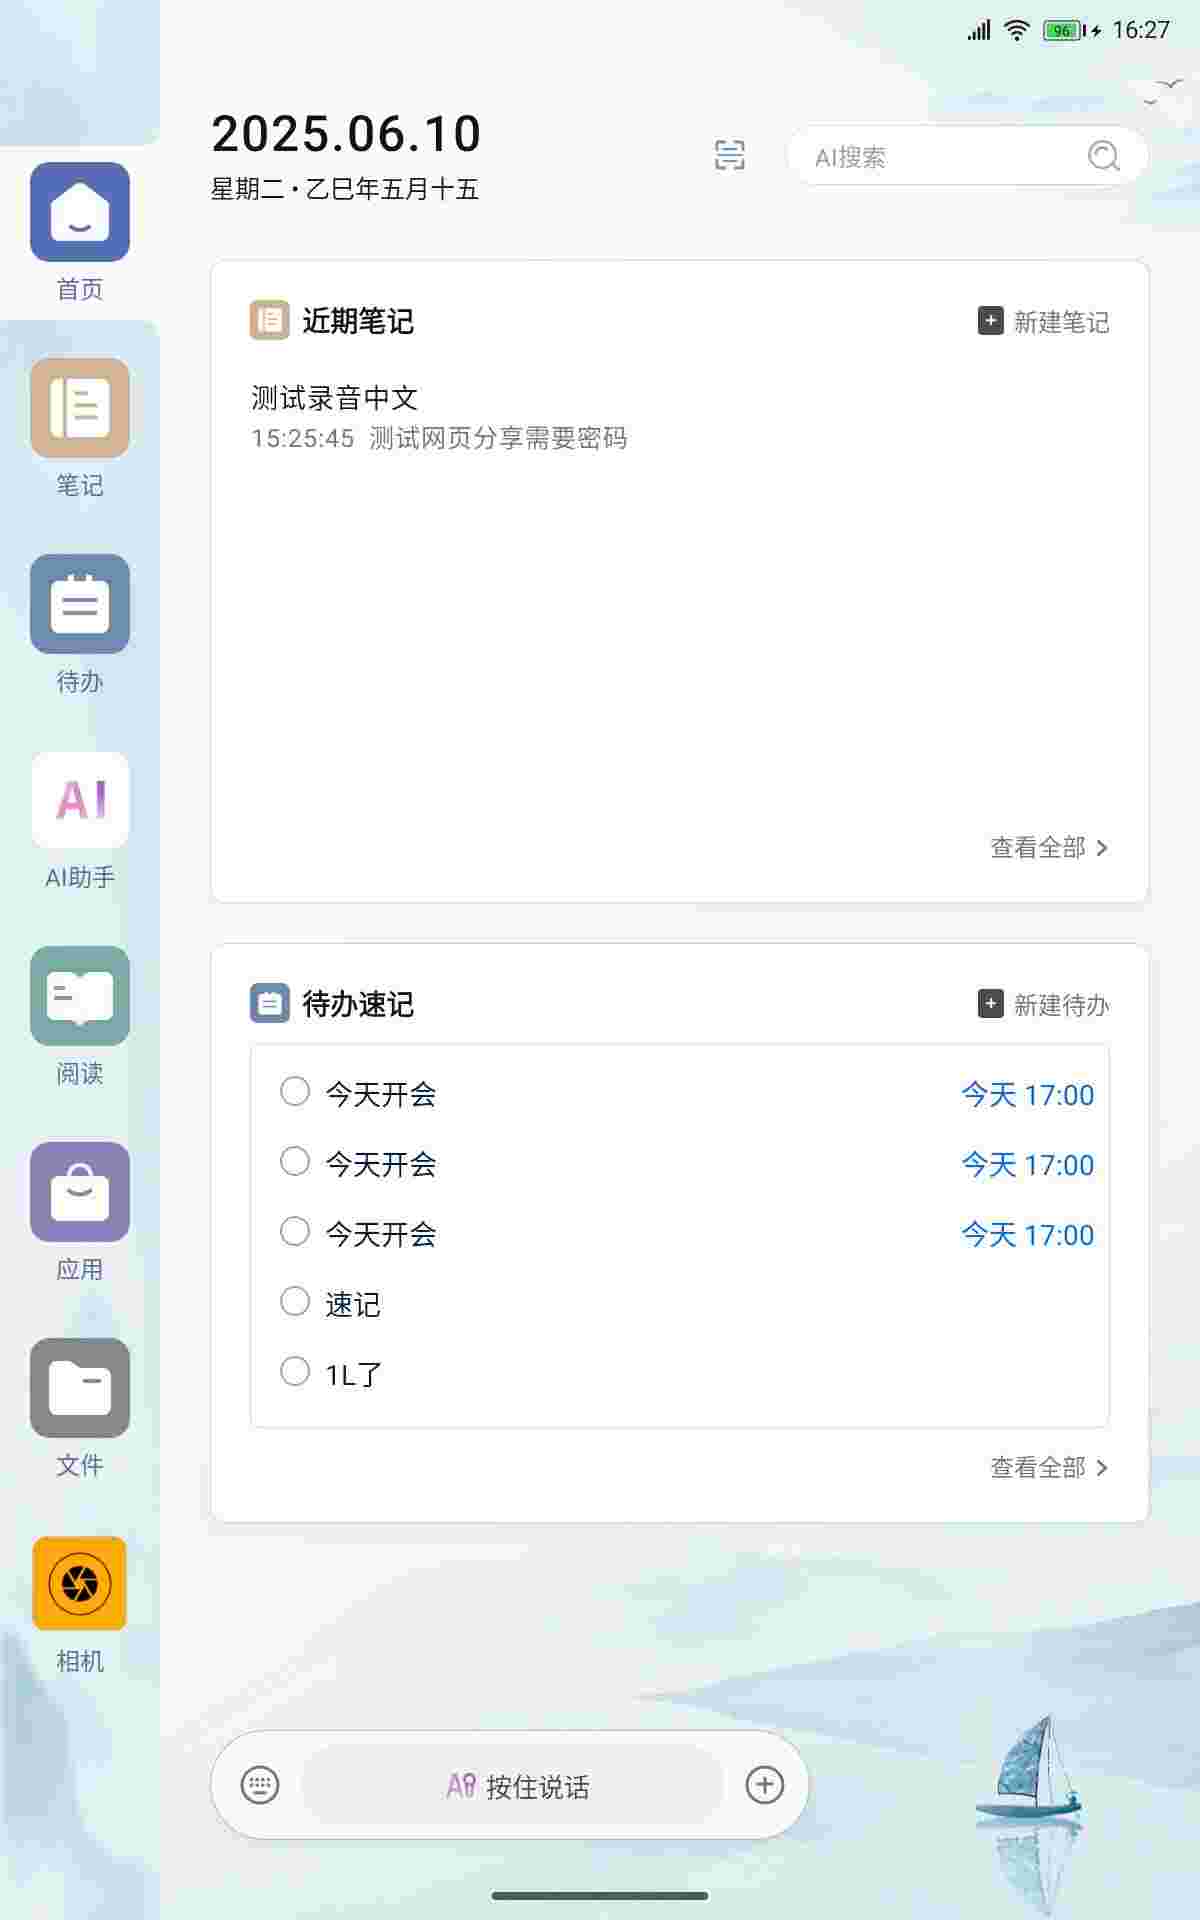 96 16:27
2025.06.10
星期二·乙巳年五月十五
AI搜索
首页
近期笔记
新建笔记
测试录音中文
15:25:45 测试网页分享需要密码
笔记
待办
AI
AI助手
查看全部
待办速记
新建待办
今天开会 今天 17:00
今天开会 今天 17:00
今天开会 今天 17:00
速记
1L了
查看全部
阅读
应用
文件
相机
AI 按住说话